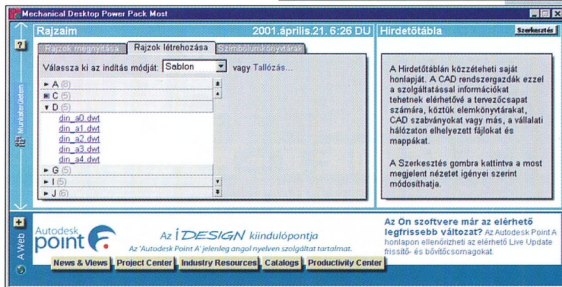 Mechanical Desktop Power Pack Most
Rajzaim
2001.április.21. 6:26 DU
Hirdetőtábla
Szerkesztés
Rajzok megnyitása
Rajzok létrehozása
Szimbólumkönyvtárak
Válassza ki az indítás módját:
Sablon
vagy Tallózás...
A (8)
C (5)
D (5)
din_a0.dwt
din_a1.dwt
din_a2.dwt
din_a3.dwt
din_a4.dwt
G (5)
I (5)
J (6)
Munkaterületem
A Hirdetőtáblán közzéteheti saját
honlapját. A CAD rendszergazdák ezzel
a szolgáltatással információkat
tehetnek elérhetővé a tervezőcsapat
számára, köztük elemkönyvtárakat,
CAD szabványokat vagy más, a vállalati
hálózaton elhelyezett fájlokat és
mappákat.
A Szerkesztés gombra kattintva a most
megjelent nézetet igényei szerint
módosíthatja.
A Web
Autodesk
point A
Az iDESIGN kiindulópontja
Az 'Autodesk Point A' jelenleg angol nyelven szolgáltat tartalmat.
News & Views
Project Center
Industry Resources
Catalogs
Productivity Center
Az Ön szoftvere már az elérhető
legfrissebb változat? Az Autodesk Point A
honlapon ellenőrizheti az elérhető Live Update
frissítő- és bővítőcsomagokat.